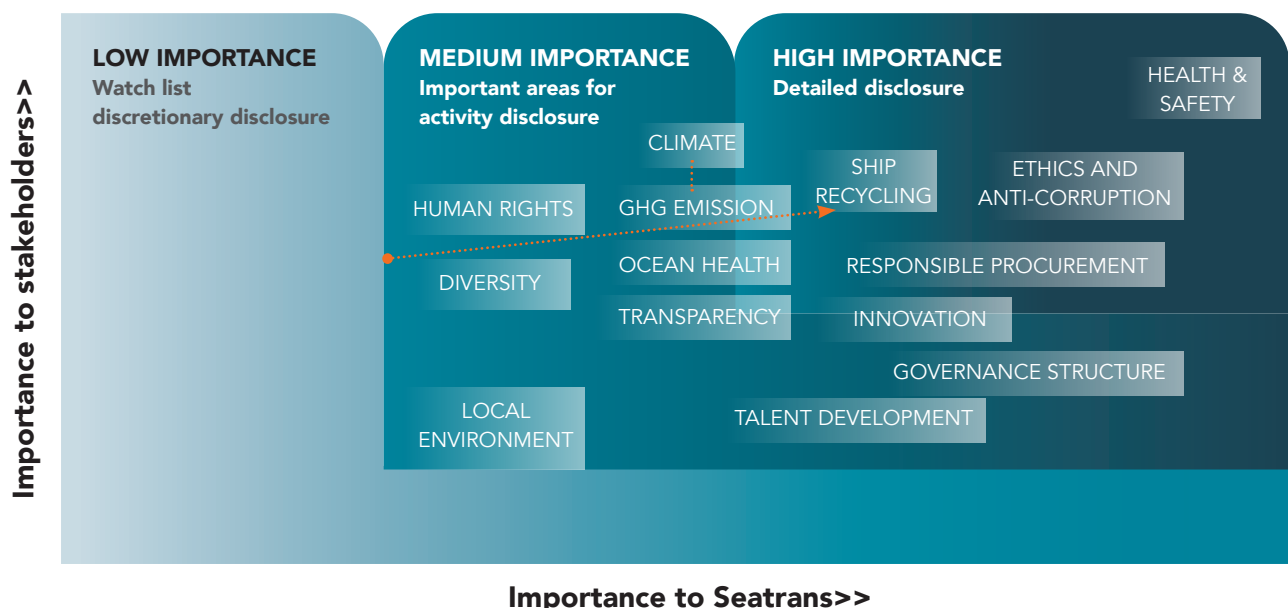 Importance to stakeholders>>
LOW IMPORTANCE
Watch list
discretionary disclosure
MEDIUM IMPORTANCE
Important areas for
activity disclosure
HIGH IMPORTANCE
Detailed disclosure
HEALTH &
SAFETY
CLIMATE
SHIP
RECYCLING
ETHICS AND
ANTI-CORRUPTION
HUMAN RIGHTS
GHG EMISSION
OCEAN HEALTH
RESPONSIBLE PROCUREMENT
DIVERSITY
TRANSPARENCY
INNOVATION
GOVERNANCE STRUCTURE
LOCAL
ENVIRONMENT
TALENT DEVELOPMENT
Importance to Seatrans>>